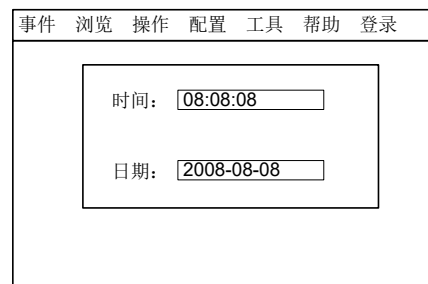 事件 浏览 操作 配置 工具 帮助 登录
时间： 08:08:08
日期： 2008-08-08